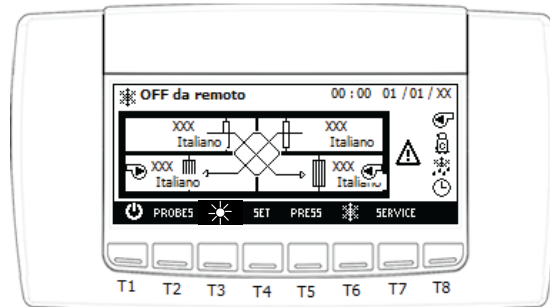 OFF da remoto 00 : 00 01 / 01 / XX
XXX XXX
Italiano Italiano
XXX XXX
Italiano Italiano
PROBES SET PRESS SERVICE
T1 T2 T3 T4 T5 T6 T7 T8